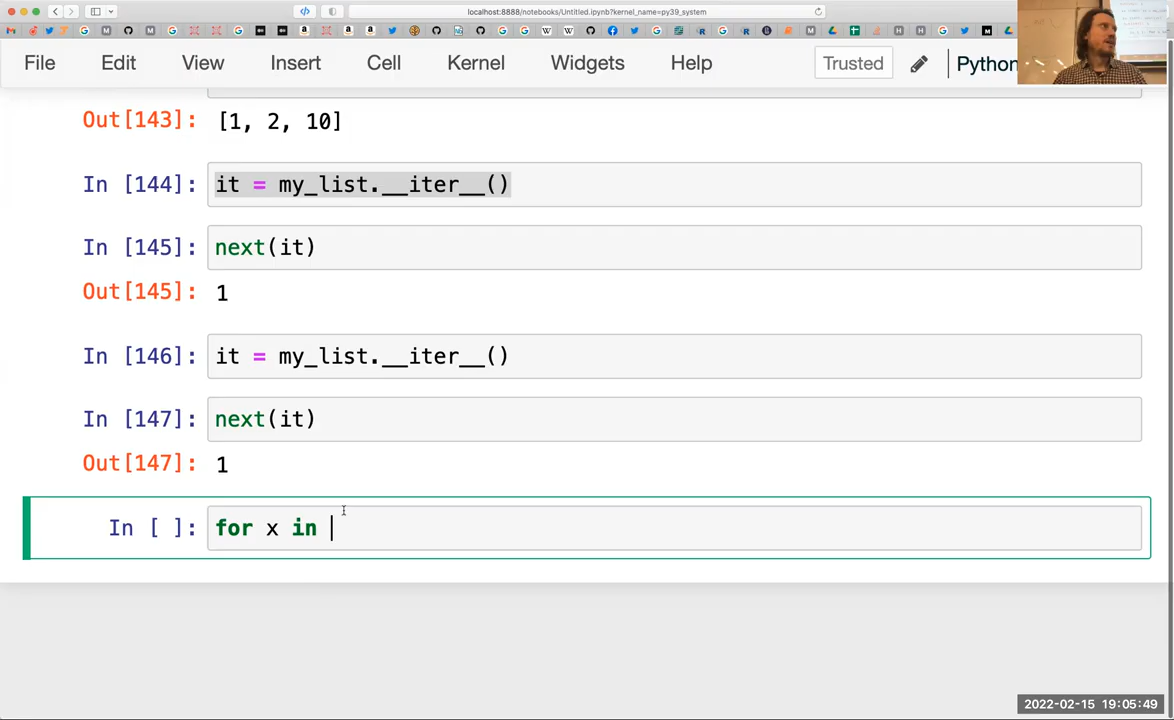 localhost:8888/notebooks/Untitled.ipynb?kernel_name=py39_system
File Edit View Insert Cell Kernel Widgets Help Trusted Python
Out[143]: [1, 2, 10]
In [144]: it = my_list.__iter__()
In [145]: next(it)
Out[145]: 1
In [146]: it = my_list.__iter__()
In [147]: next(it)
Out[147]: 1
In [ ]: for x in
2022-02-15 19:05:49